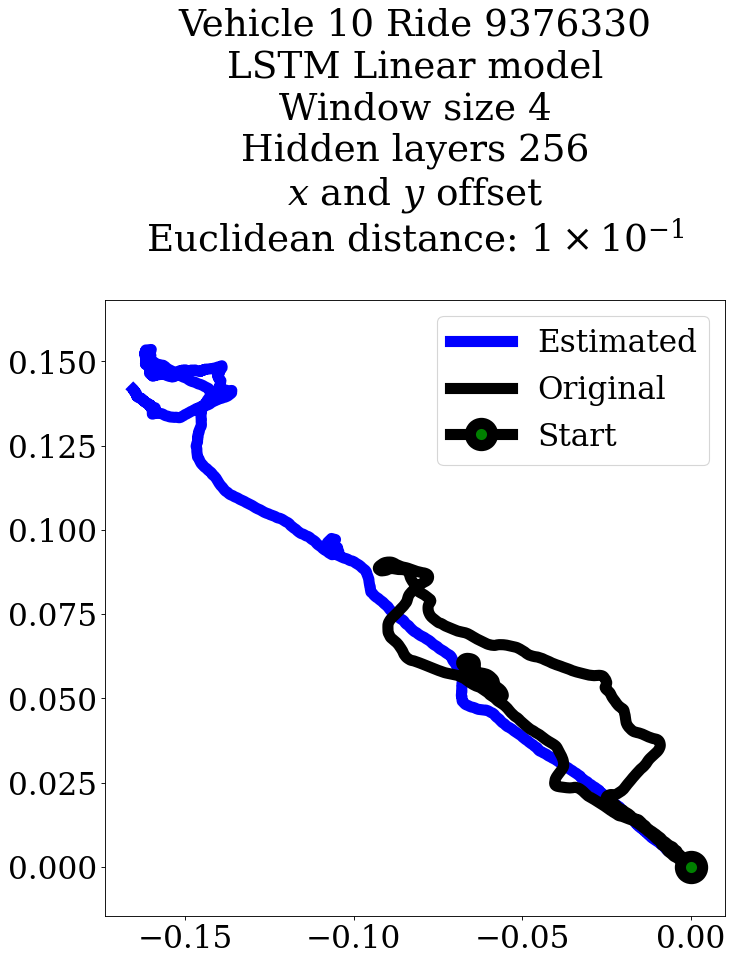 Vehicle 10 Ride 9376330
LSTM Linear model
Window size 4
Hidden layers 256
x and y offset
Euclidean distance: 1 × 10⁻¹
Estimated
Original
Start
0.150
0.125
0.100
0.075
0.050
0.025
0.000
−0.15
−0.10
−0.05
0.00